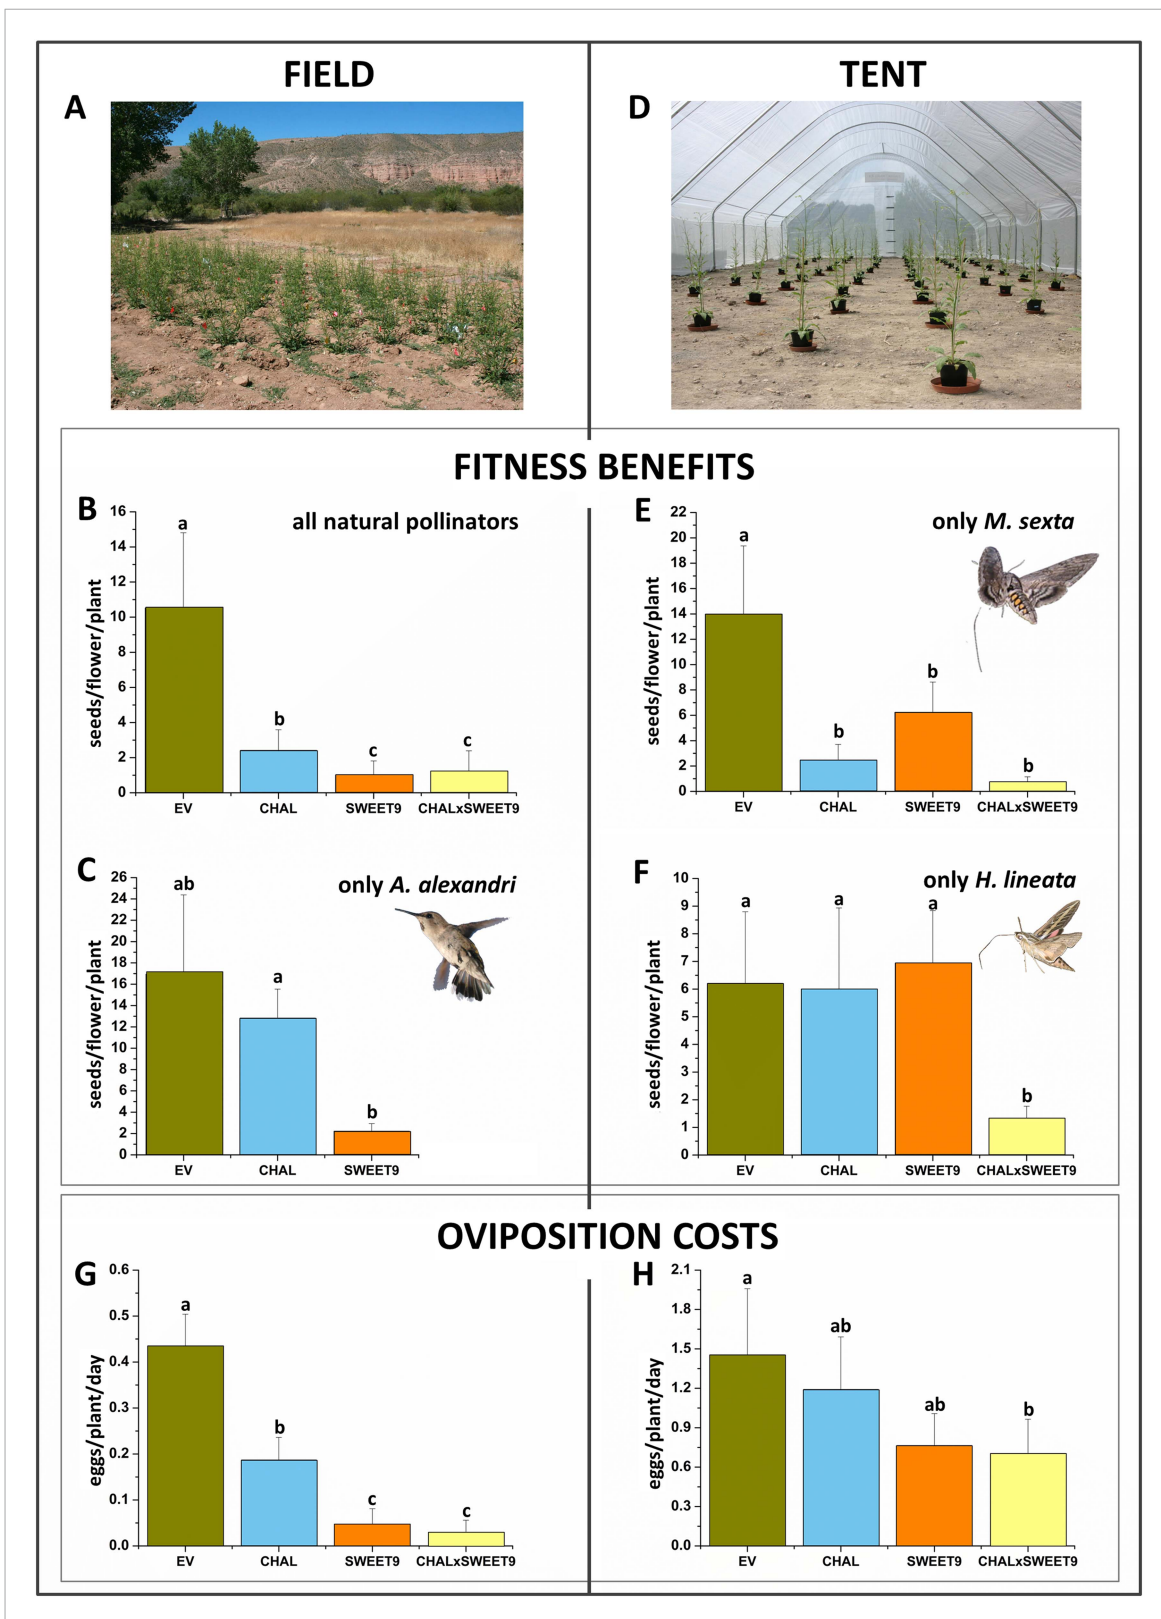 FIELD
TENT
A
D
FITNESS BENEFITS
B
all natural pollinators
seeds/flower/plant
16
14
12
10
8
6
4
2
0
a
b
c
c
EV
CHAL
SWEET9
CHALxSWEET9
E
only M. sexta
seeds/flower/plant
22
20
18
16
14
12
10
8
6
4
2
0
a
b
b
b
EV
CHAL
SWEET9
CHALxSWEET9
C
only A. alexandri
seeds/flower/plant
26
24
22
20
18
16
14
12
10
8
6
4
2
0
ab
a
b
EV
CHAL
SWEET9
F
only H. lineata
seeds/flower/plant
10
9
8
7
6
5
4
3
2
1
0
a
a
a
b
EV
CHAL
SWEET9
CHALxSWEET9
OVIPOSITION COSTS
G
eggs/plant/day
0.6
0.5
0.4
0.3
0.2
0.1
0.0
a
b
c
c
EV
CHAL
SWEET9
CHALxSWEET9
H
eggs/plant/day
2.1
1.8
1.5
1.2
0.9
0.6
0.3
0.0
a
ab
ab
b
EV
CHAL
SWEET9
CHALxSWEET9